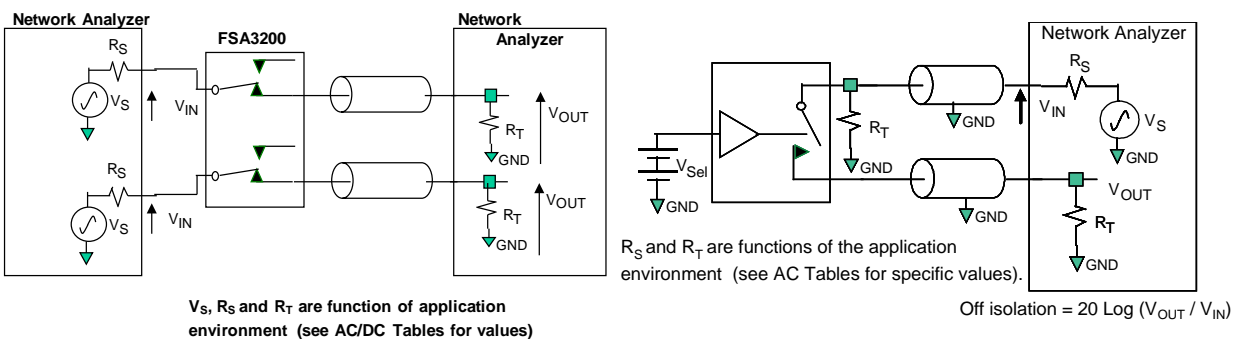 Network Analyzer
RS
VS
VIN
RS
VS
VIN
FSA3200
Network
Analyzer
VOUT
RT
GND
VOUT
RT
GND
VS, RS and RT are function of application
environment (see AC/DC Tables for values)
VSel
GND
RT
GND
GND
GND
Network Analyzer
RS
VIN
VS
GND
VOUT
RT
GND
RS and RT are functions of the application
environment (see AC Tables for specific values).
Off isolation = 20 Log (VOUT / VIN)